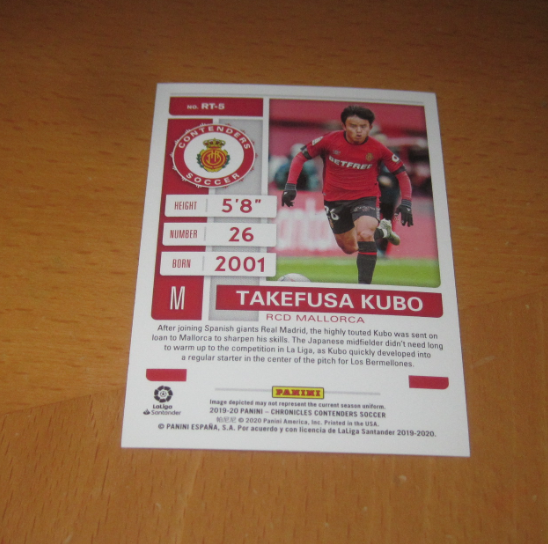 NO. RT-5
CONTENDERS
SOCCER
BETFRED
26
HEIGHT 5'8"
NUMBER 26
BORN 2001
M TAKEFUSA KUBO
RCD MALLORCA
After joining Spanish giants Real Madrid, the highly touted Kubo was sent on
loan to Mallorca to sharpen his skills. The Japanese midfielder didn't need long
to warm up to the competition in La Liga, as Kubo quickly developed into
a regular starter in the center of the pitch for Los Bermellones.
LaLiga
Santander
PANINI
Image depicted may not represent the current season uniform.
2019-20 PANINI – CHRONICLES CONTENDERS SOCCER
© 2020 Panini America, Inc. Printed in the USA.
© PANINI ESPAÑA, S.A. Por acuerdo y con licencia de LaLiga Santander 2019-2020.